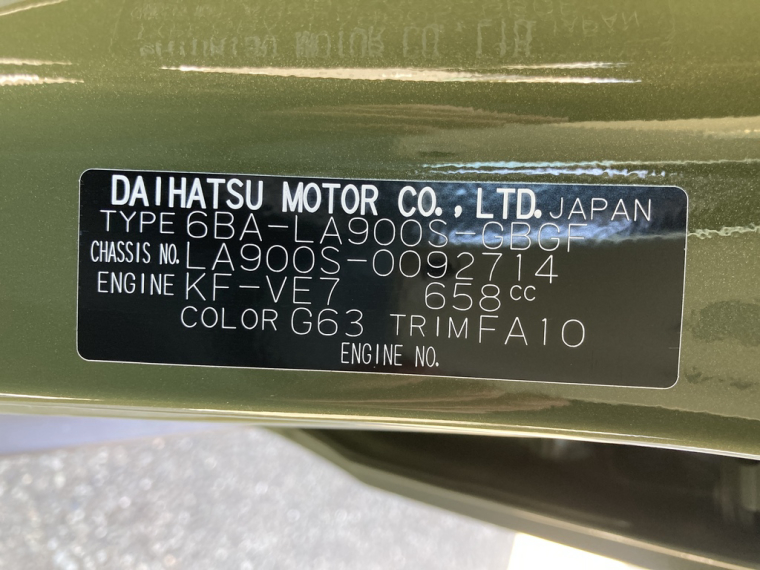 DAIHATSU MOTOR CO., LTD. JAPAN
TYPE 6BA-LA900S-GBGF
CHASSIS NO. LA900S-0092714
ENGINE KF-VE7 658cc
COLOR G63 TRIM FA10
ENGINE NO.